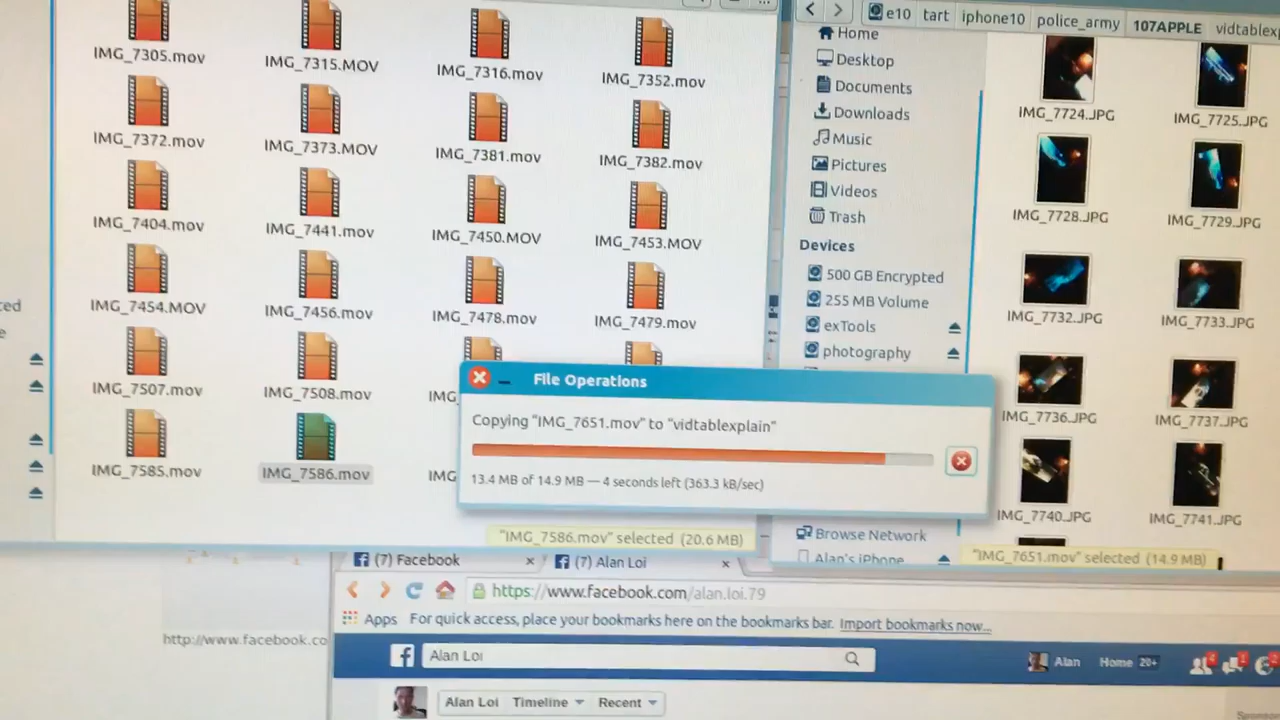 IMG_7305.mov IMG_7315.MOV IMG_7316.mov IMG_7352.mov
IMG_7372.mov IMG_7373.MOV IMG_7381.mov IMG_7382.mov
IMG_7404.mov IMG_7441.mov IMG_7450.MOV IMG_7453.MOV
IMG_7454.MOV IMG_7456.mov IMG_7478.mov IMG_7479.mov
IMG_7507.mov IMG_7508.mov IMG_
IMG_7585.mov IMG_7586.mov IMG_
"IMG_7586.mov" selected (20.6 MB)
e10 tart iphone10 police_army 107APPLE vidtablexp
Home
Desktop
Documents
Downloads
Music
Pictures
Videos
Trash
Devices
500 GB Encrypted
255 MB Volume
exTools
photography
Browse Network
Alan's iPhone
IMG_7724.JPG IMG_7725.JPG
IMG_7728.JPG IMG_7729.JPG
IMG_7732.JPG IMG_7733.JPG
IMG_7736.JPG IMG_7737.JPG
IMG_7740.JPG IMG_7741.JPG
"IMG_7651.mov" selected (14.9 MB)
File Operations
Copying "IMG_7651.mov" to "vidtablexplain"
13.4 MB of 14.9 MB — 4 seconds left (363.3 kB/sec)
http://www.facebook.co
(7) Facebook (7) Alan Loi
https://www.facebook.com/alan.loi.79
Apps For quick access, place your bookmarks here on the bookmarks bar. Import bookmarks now...
Alan Loi
Alan Home 20+
Alan Loi Timeline Recent